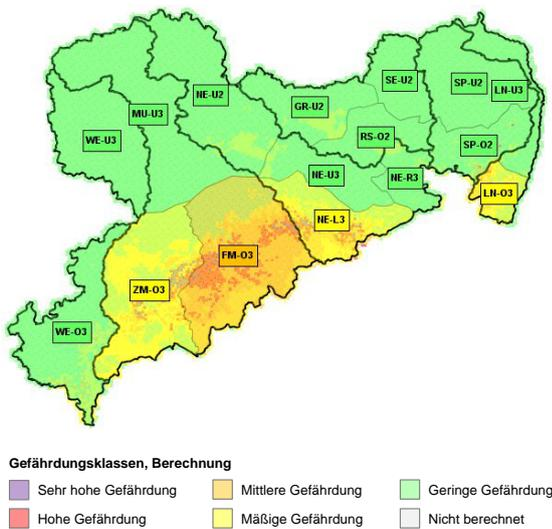 SE-U2
SP-U2
LN-U3
NE-U2
GR-U2
MU-U3
RS-O2
WE-U3
SP-O2
NE-U3
NE-R3
LN-O3
NE-L3
FM-O3
ZM-O3
WE-O3
Gefährdungsklassen, Berechnung
Sehr hohe Gefährdung
Mittlere Gefährdung
Geringe Gefährdung
Hohe Gefährdung
Mäßige Gefährdung
Nicht berechnet